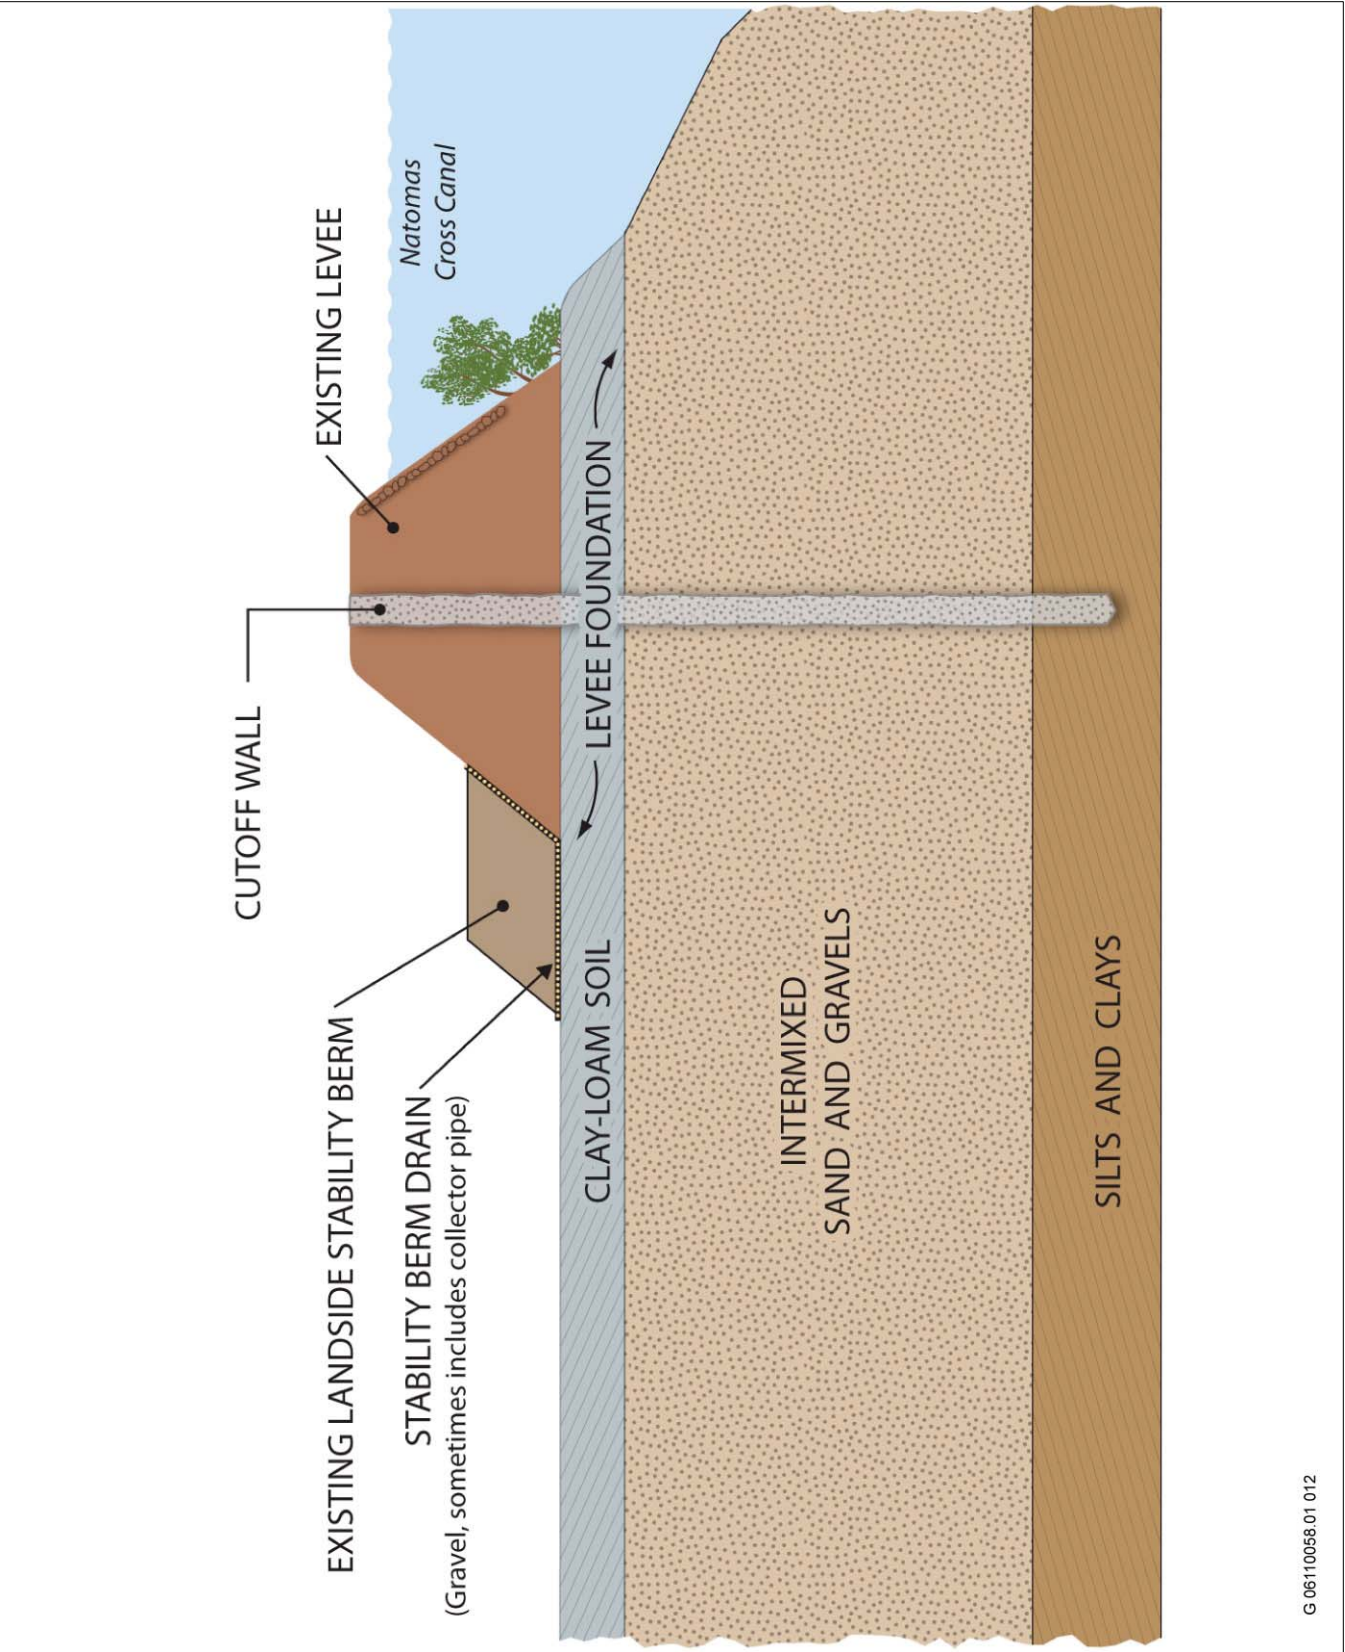 CUTOFF WALL
EXISTING LEVEE
Natomas
Cross Canal
EXISTING LANDSIDE STABILITY BERM
STABILITY BERM DRAIN
(Gravel, sometimes includes collector pipe)
LEVEE FOUNDATION
CLAY-LOAM SOIL
INTERMIXED
SAND AND GRAVELS
SILTS AND CLAYS
G 06110058.01 012